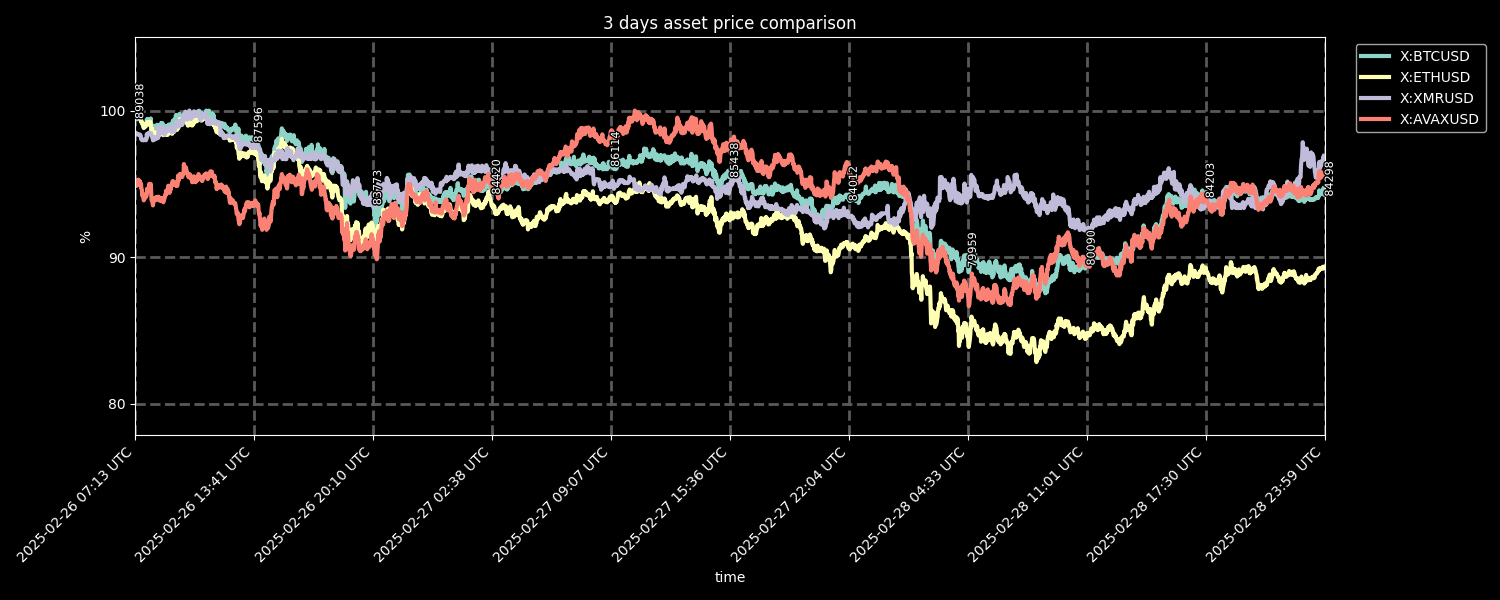 3 days asset price comparison
X:BTCUSD
X:ETHUSD
X:XMRUSD
X:AVAXUSD
%
100
90
80
89038
87596
83773
84420
86114
85438
84012
79959
80090
84203
84298
2025-02-26 07:13 UTC
2025-02-26 13:41 UTC
2025-02-26 20:10 UTC
2025-02-27 02:38 UTC
2025-02-27 09:07 UTC
2025-02-27 15:36 UTC
2025-02-27 22:04 UTC
2025-02-28 04:33 UTC
2025-02-28 11:01 UTC
2025-02-28 17:30 UTC
2025-02-28 23:59 UTC
time